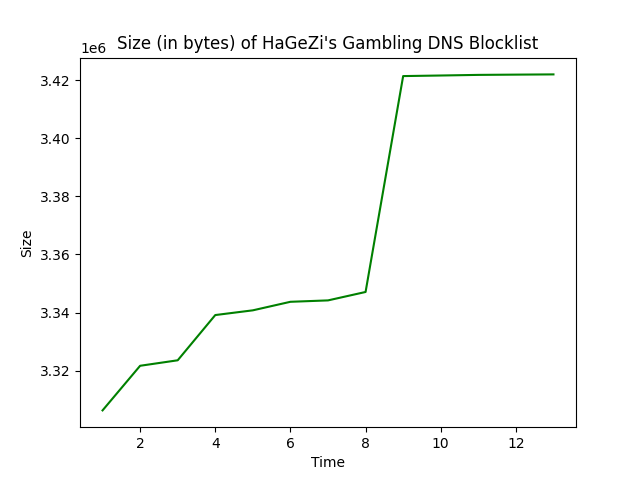 Size (in bytes) of HaGeZi's Gambling DNS Blocklist
1e6
3.42
3.40
3.38
3.36
3.34
3.32
Size
2 4 6 8 10 12
Time